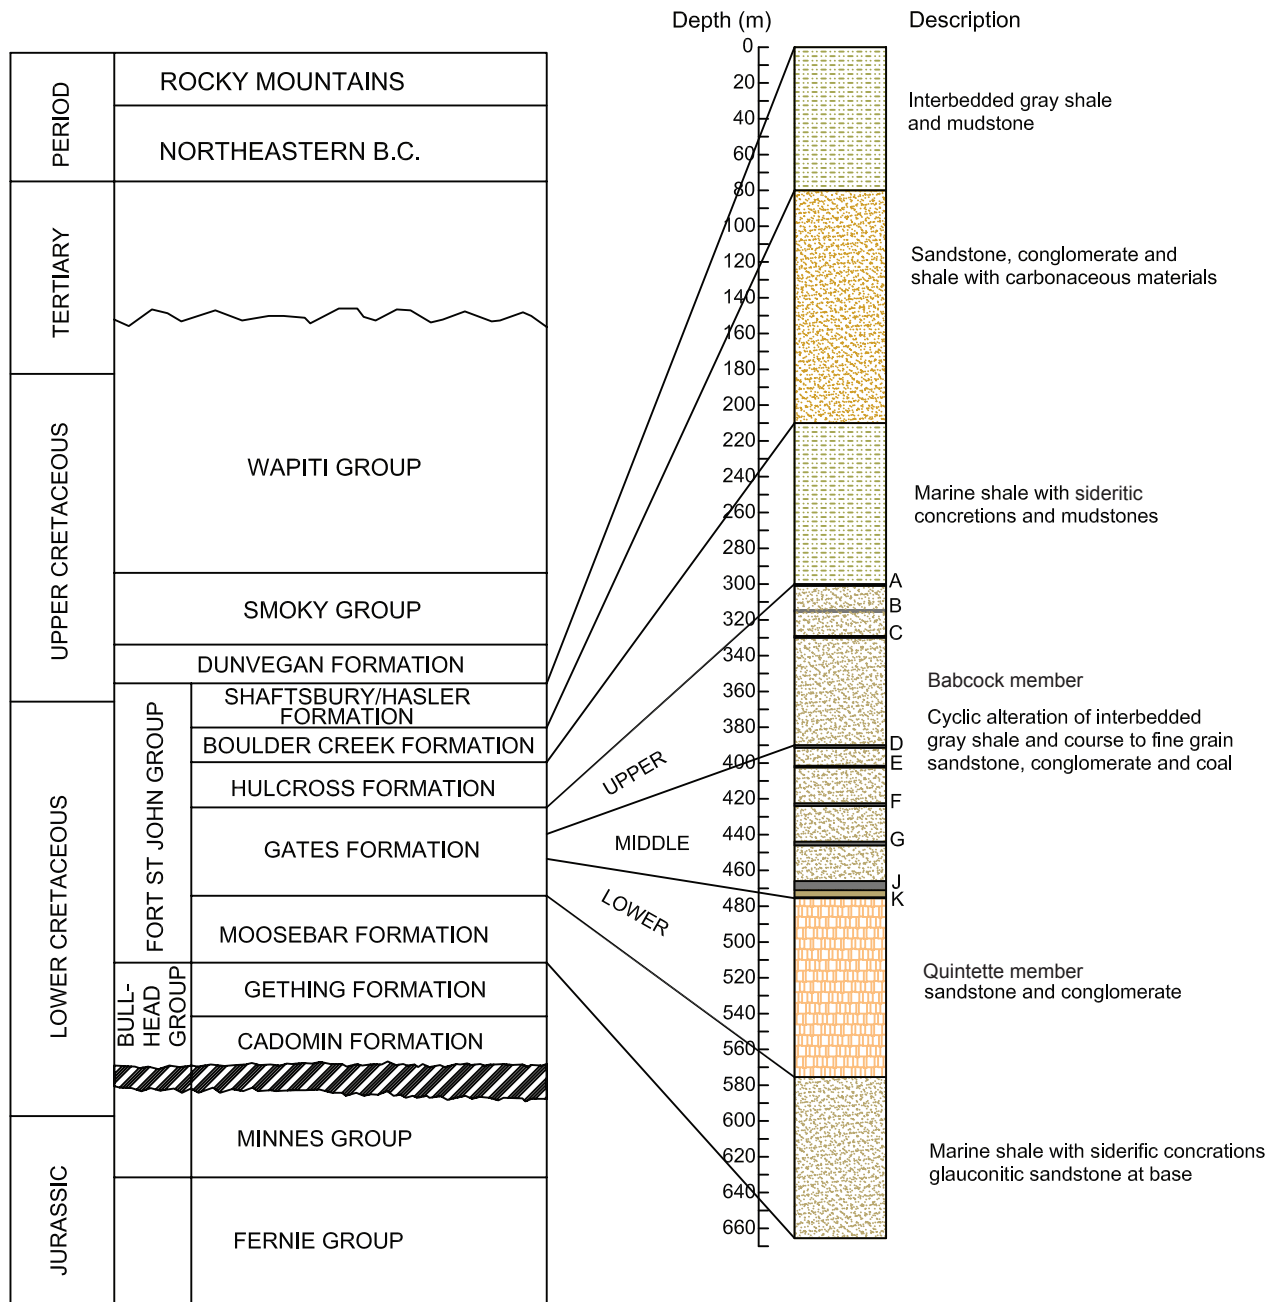 Depth (m)
Description
PERIOD
ROCKY MOUNTAINS
NORTHEASTERN B.C.
TERTIARY
UPPER CRETACEOUS
WAPITI GROUP
SMOKY GROUP
DUNVEGAN FORMATION
LOWER CRETACEOUS
FORT ST JOHN GROUP
SHAFTSBURY/HASLER
FORMATION
BOULDER CREEK FORMATION
HULCROSS FORMATION
GATES FORMATION
MOOSEBAR FORMATION
BULL-
HEAD
GROUP
GETHING FORMATION
CADOMIN FORMATION
JURASSIC
MINNES GROUP
FERNIE GROUP
UPPER
MIDDLE
LOWER
0
20
40
60
80
100
120
140
160
180
200
220
240
260
280
300
320
340
360
380
400
420
440
460
480
500
520
540
560
580
600
620
640
660
A
B
C
D
E
F
G
J
K
Interbedded gray shale
and mudstone
Sandstone, conglomerate and
shale with carbonaceous materials
Marine shale with sideritic
concretions and mudstones
Babcock member
Cyclic alteration of interbedded
gray shale and course to fine grain
sandstone, conglomerate and coal
Quintette member
sandstone and conglomerate
Marine shale with siderific concrations
glauconitic sandstone at base